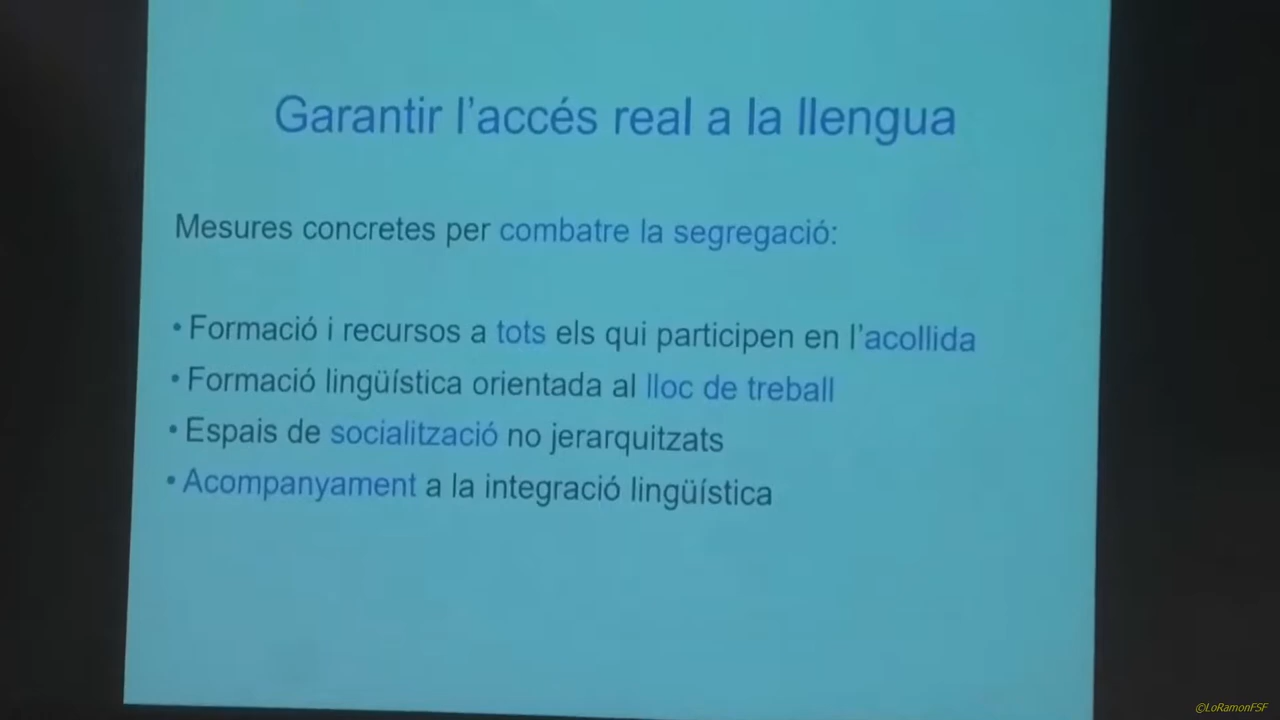 Garantir l'accés real a la llengua
Mesures concretes per combatre la segregació:
• Formació i recursos a tots els qui participen en l'acollida
• Formació lingüística orientada al lloc de treball
• Espais de socialització no jerarquitzats
• Acompanyament a la integració lingüística
©LoRamonFSF